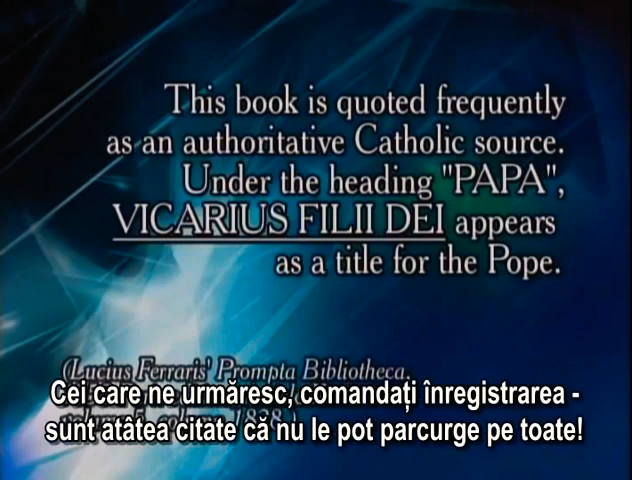 This book is quoted frequently
as an authoritative Catholic source.
Under the heading "PAPA",
VICARIUS FILII DEI appears
as a title for the Pope.
(Lucius Ferraris' Prompta Bibliotheca,
Cei care ne urmăresc, comandați înregistrarea -
sunt atâtea citate că nu le pot parcurge pe toate!